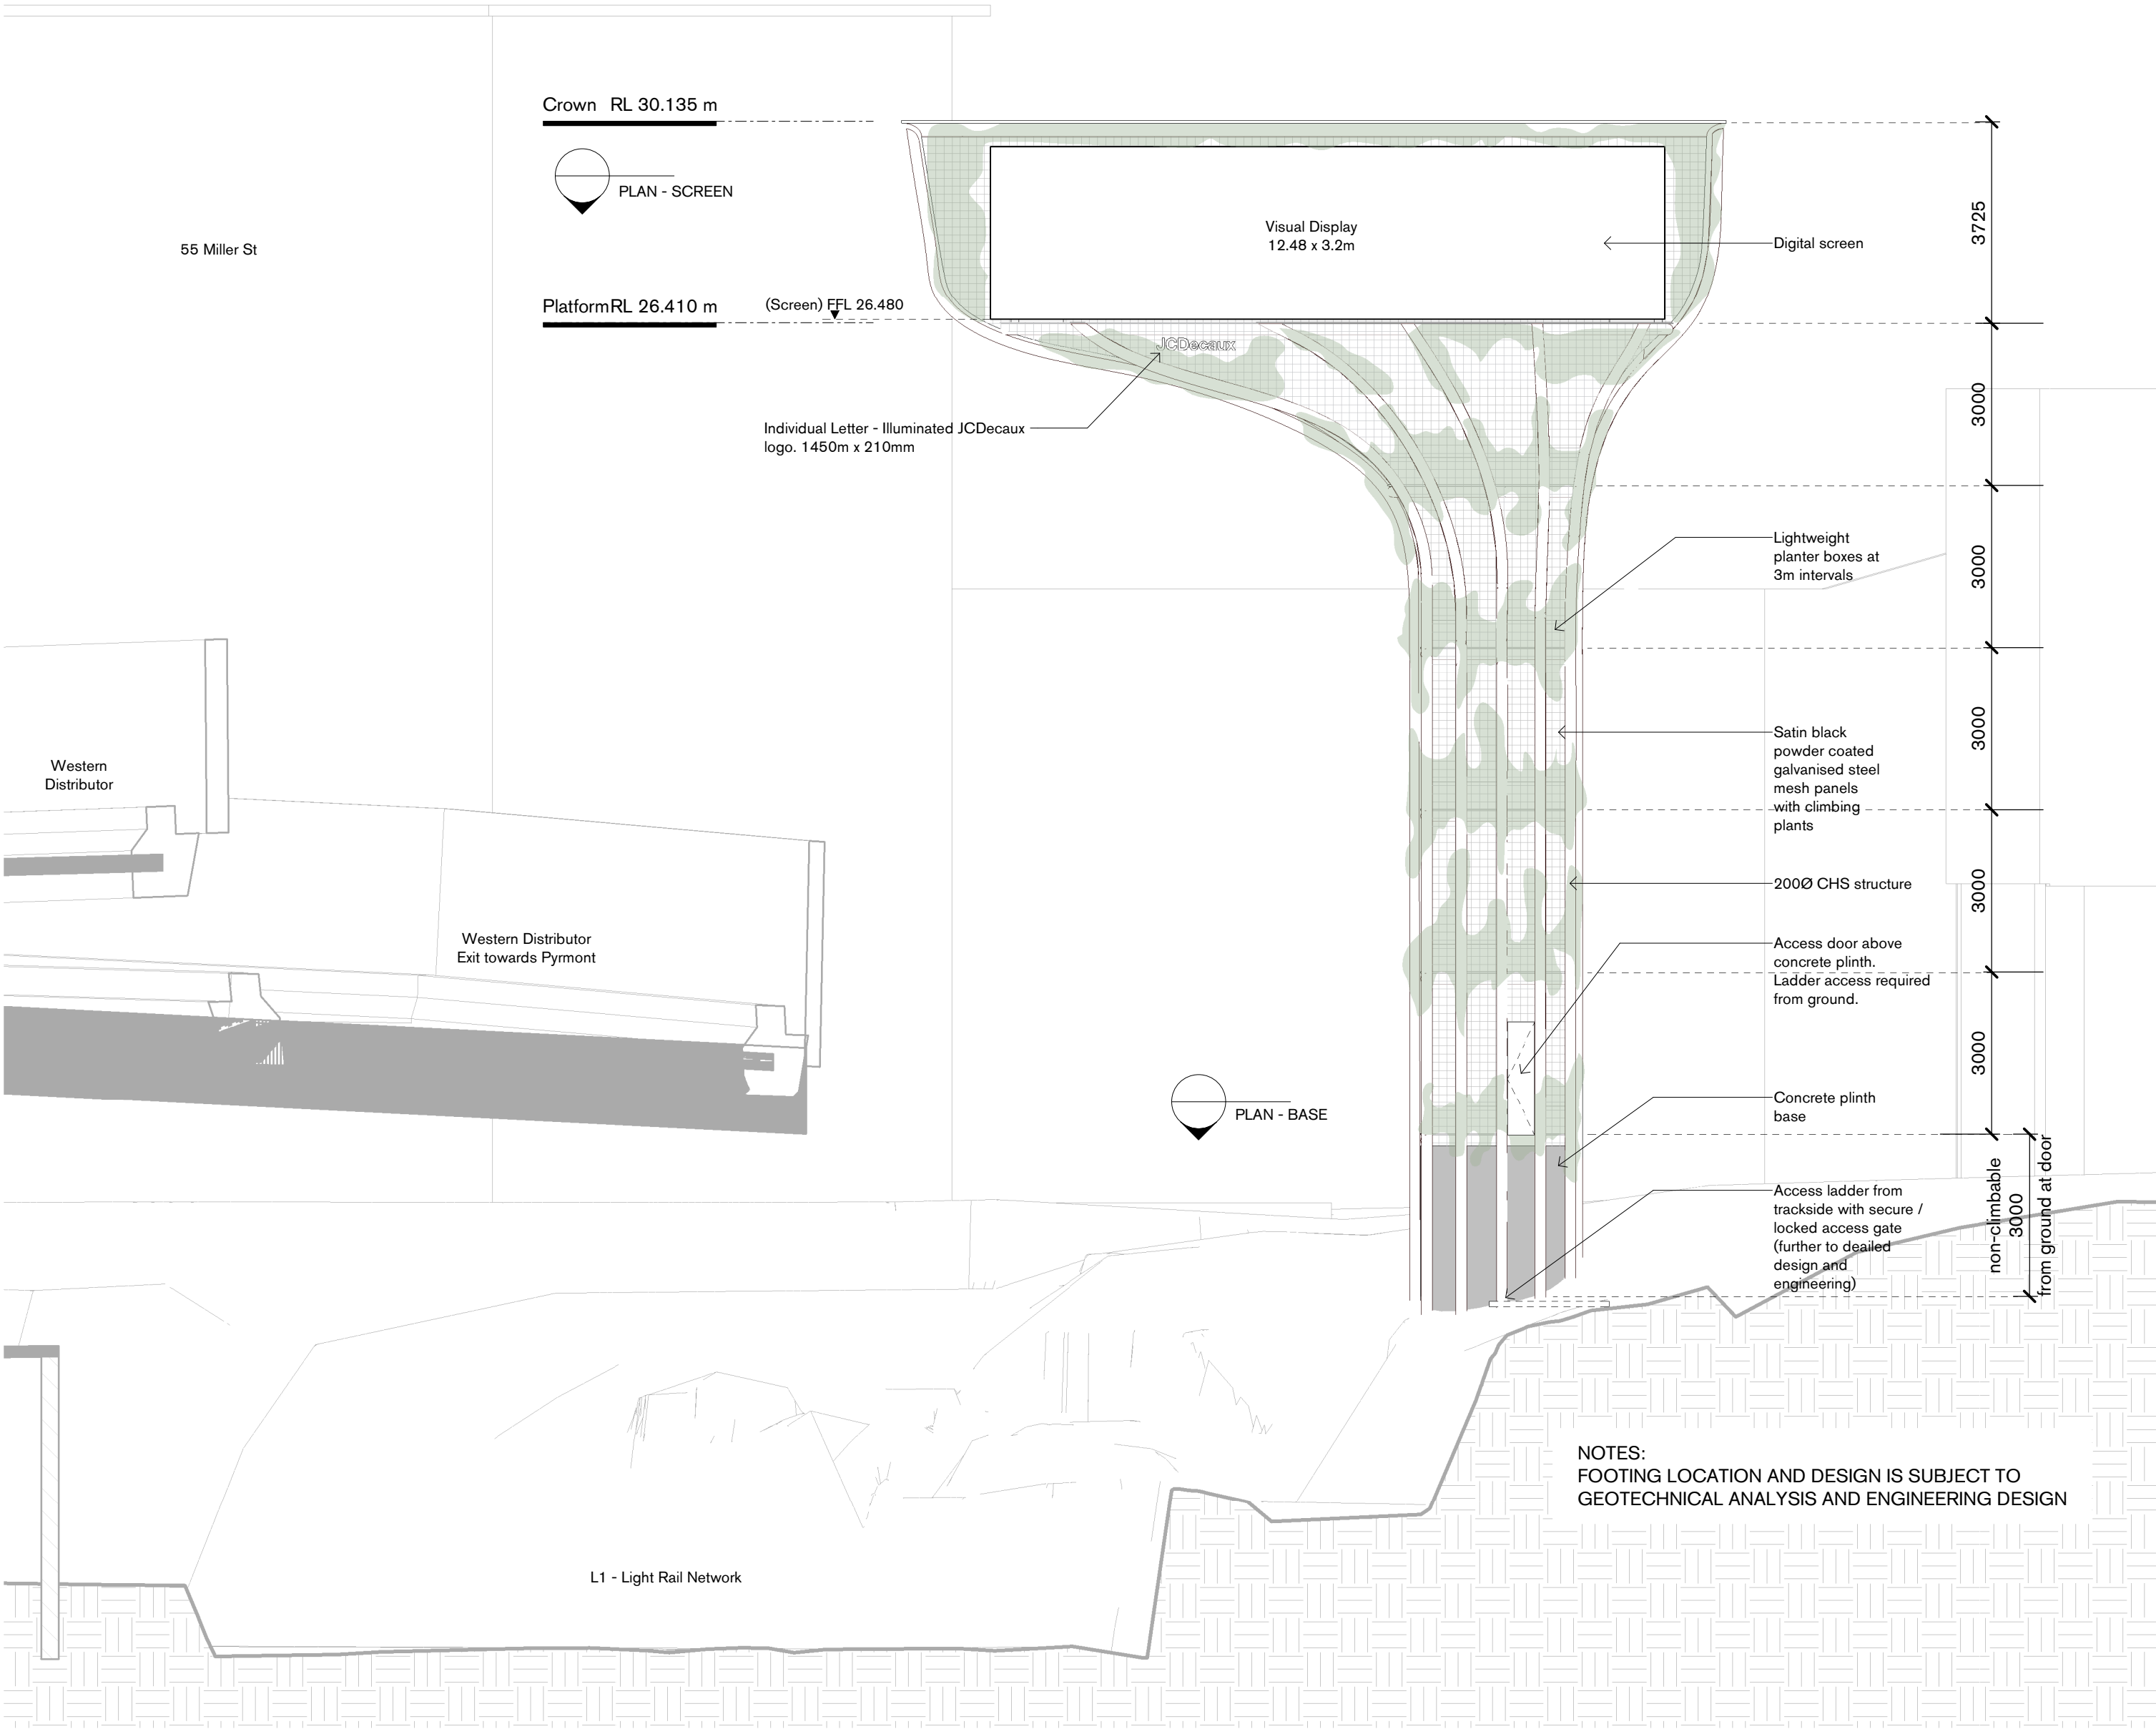 Crown RL 30.135 m
PLAN - SCREEN
55 Miller St
Visual Display
12.48 x 3.2m
Digital screen
3725
Platform RL 26.410 m
(Screen) FFL 26.480
JCDecaux
Individual Letter - Illuminated JCDecaux
logo. 1450m x 210mm
3000
Lightweight
planter boxes at
3m intervals
3000
Satin black
powder coated
galvanised steel
mesh panels
with climbing
plants
3000
Western
Distributor
200Ø CHS structure
3000
Western Distributor
Exit towards Pyrmont
Access door above
concrete plinth.
Ladder access required
from ground.
3000
PLAN - BASE
Concrete plinth
base
Access ladder from
trackside with secure /
locked access gate
(further to deailed
design and
engineering)
non-climbable
3000
from ground at door
NOTES:
FOOTING LOCATION AND DESIGN IS SUBJECT TO
GEOTECHNICAL ANALYSIS AND ENGINEERING DESIGN
L1 - Light Rail Network